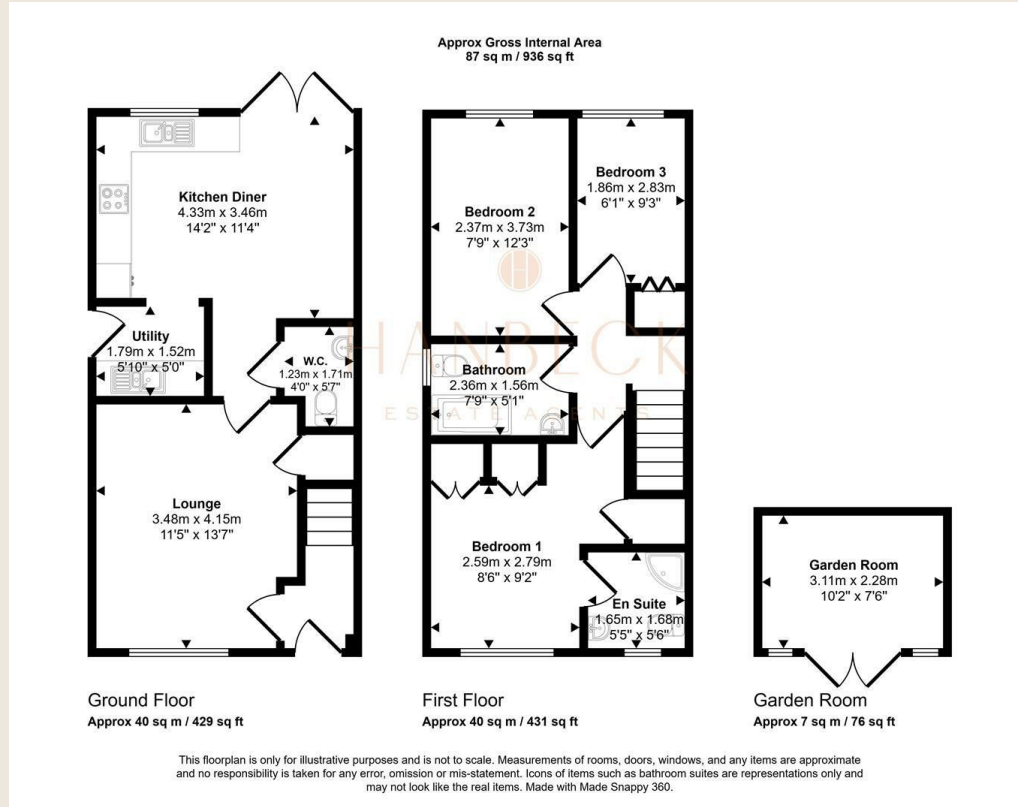 Approx Gross Internal Area
87 sq m / 936 sq ft
Kitchen Diner
4.33m x 3.46m
14'2" x 11'4"
Utility
1.79m x 1.52m
5'10" x 5'0"
W.C.
1.23m x 1.71m
4'0" x 5'7"
Lounge
3.48m x 4.15m
11'5" x 13'7"
Bedroom 2
2.37m x 3.73m
7'9" x 12'3"
Bedroom 3
1.86m x 2.83m
6'1" x 9'3"
Bathroom
2.36m x 1.56m
7'9" x 5'1"
Bedroom 1
2.59m x 2.79m
8'6" x 9'2"
En Suite
1.65m x 1.68m
5'5" x 5'6"
Garden Room
3.11m x 2.28m
10'2" x 7'6"
H
HANBECK
ESTATE AGENTS
Ground Floor
Approx 40 sq m / 429 sq ft
First Floor
Approx 40 sq m / 431 sq ft
Garden Room
Approx 7 sq m / 76 sq ft
This floorplan is only for illustrative purposes and is not to scale. Measurements of rooms, doors, windows, and any items are approximate
and no responsibility is taken for any error, omission or mis-statement. Icons of items such as bathroom suites are representations only and
may not look like the real items. Made with Made Snappy 360.